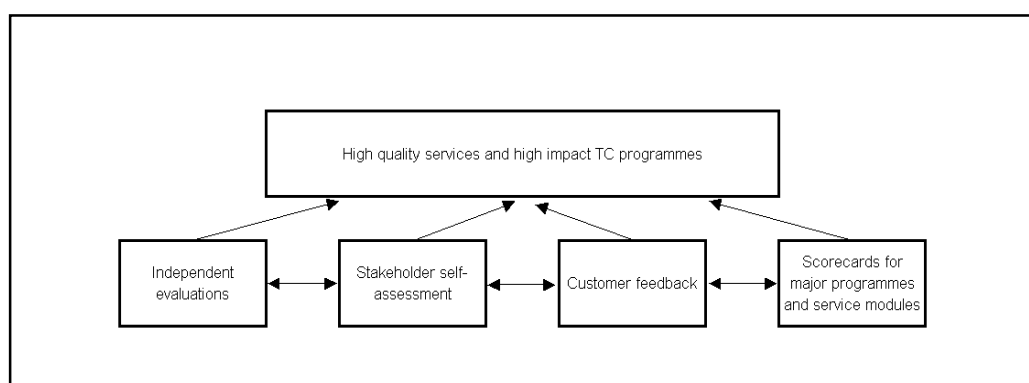 High quality services and high impact TC programmes
Independent
evaluations
Stakeholder self-
assessment
Customer feedback
Scorecards for
major programmes
and service modules